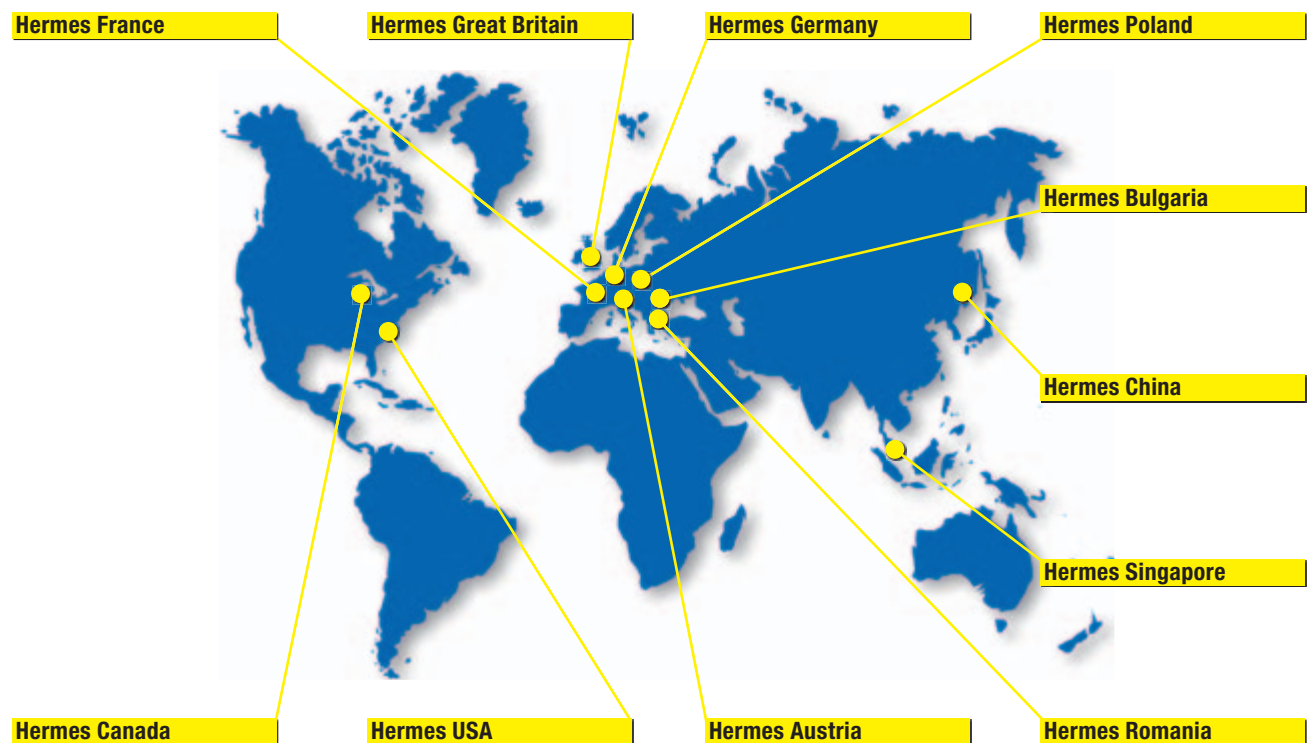 Hermes France
Hermes Great Britain
Hermes Germany
Hermes Poland
Hermes Bulgaria
Hermes China
Hermes Singapore
Hermes Canada
Hermes USA
Hermes Austria
Hermes Romania